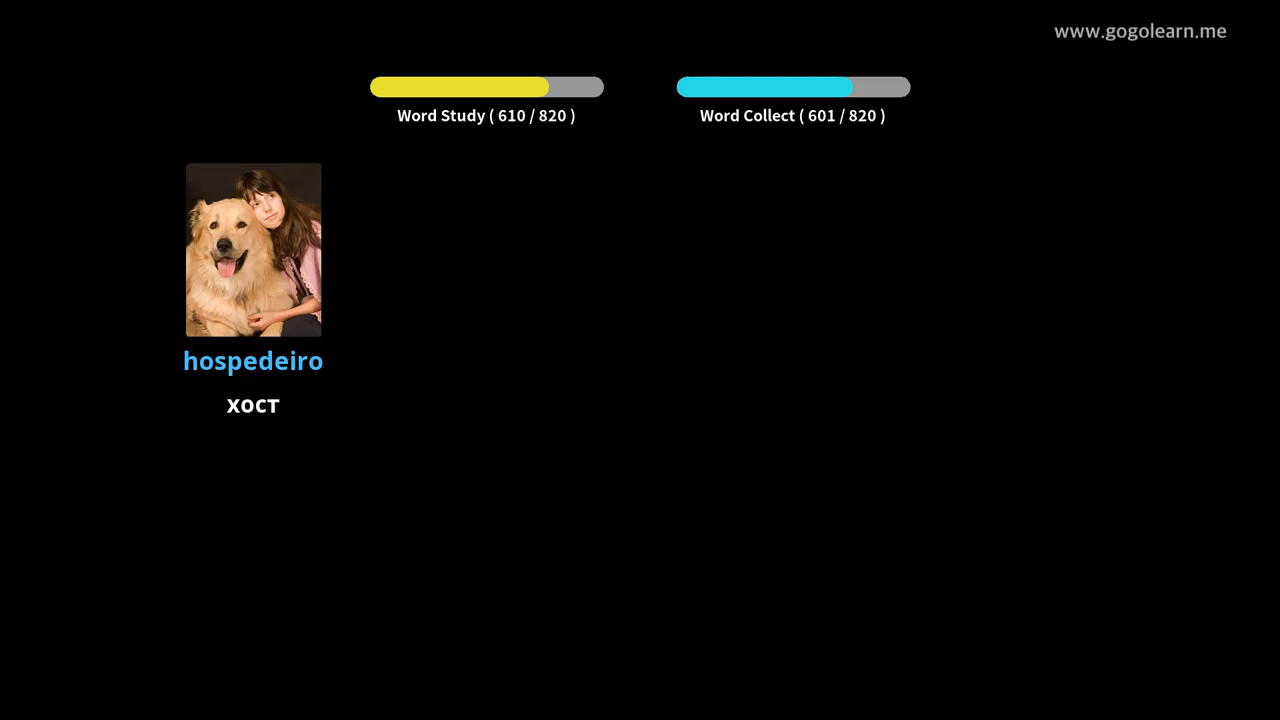 www.gogolearn.me
Word Study ( 610 / 820 )
Word Collect ( 601 / 820 )
hospedeiro
хост